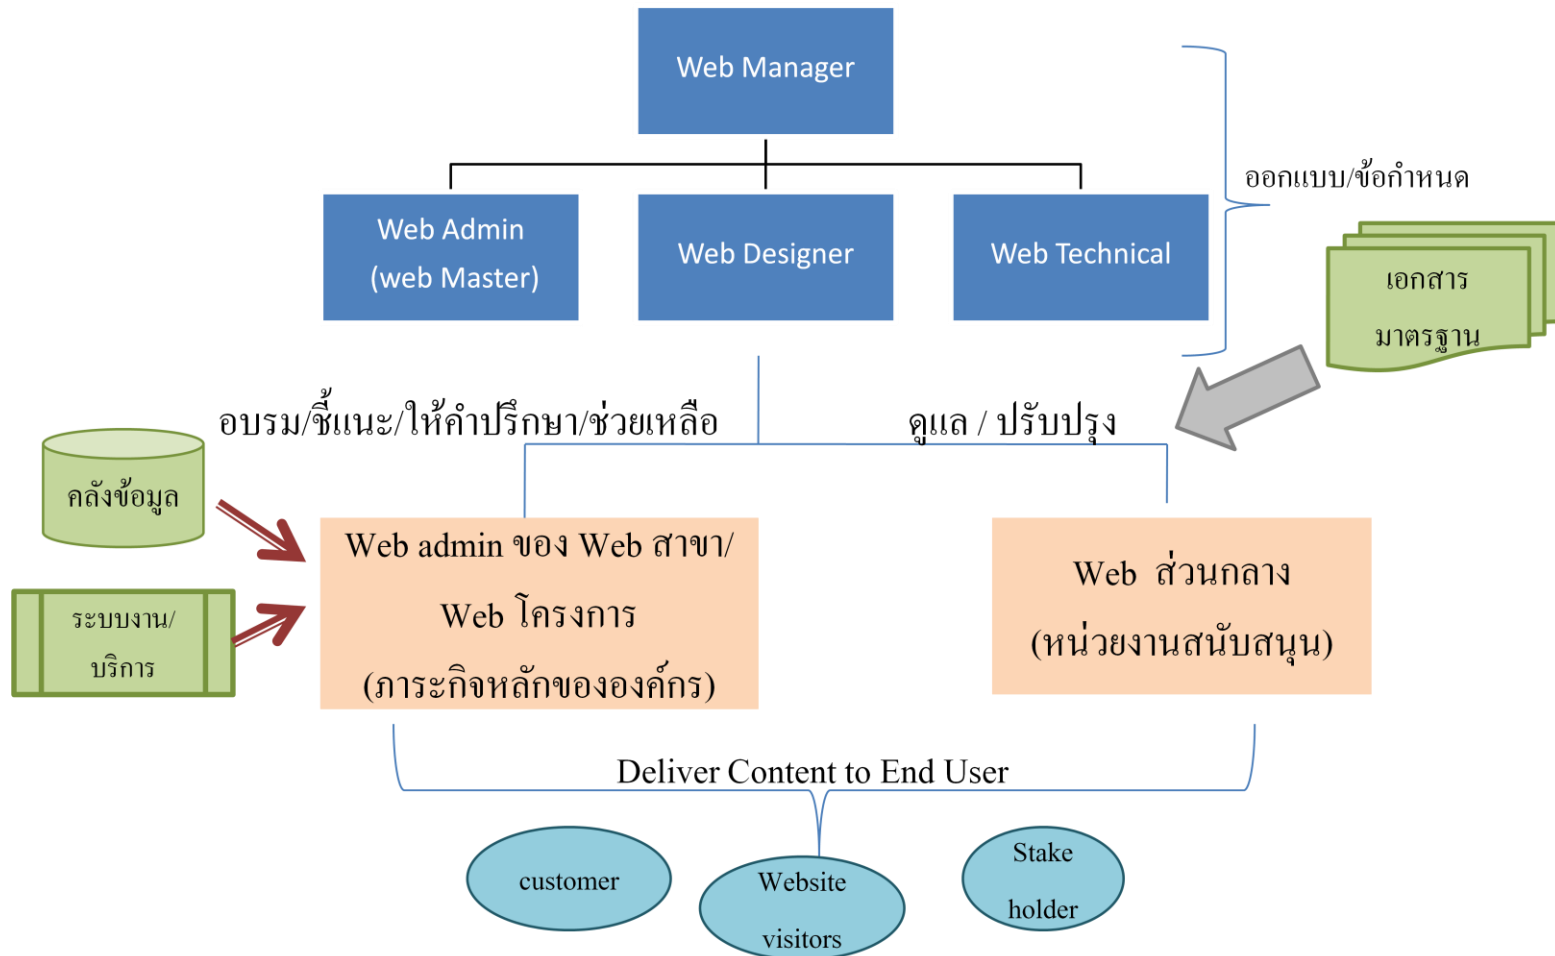 Web Manager
ออกแบบ/ข้อกำหนด
Web Admin
(web Master)
Web Designer
Web Technical
เอกสาร
มาตรฐาน
อบรม/ชี้แนะ/ให้คำปรึกษา/ช่วยเหลือ
ดูแล / ปรับปรุง
คลังข้อมูล
ระบบงาน/
บริการ
Web admin ของ Web สาขา/
Web โครงการ
(ภาระกิจหลักขององค์กร)
Web ส่วนกลาง
(หน่วยงานสนับสนุน)
Deliver Content to End User
customer
Website
visitors
Stake
holder